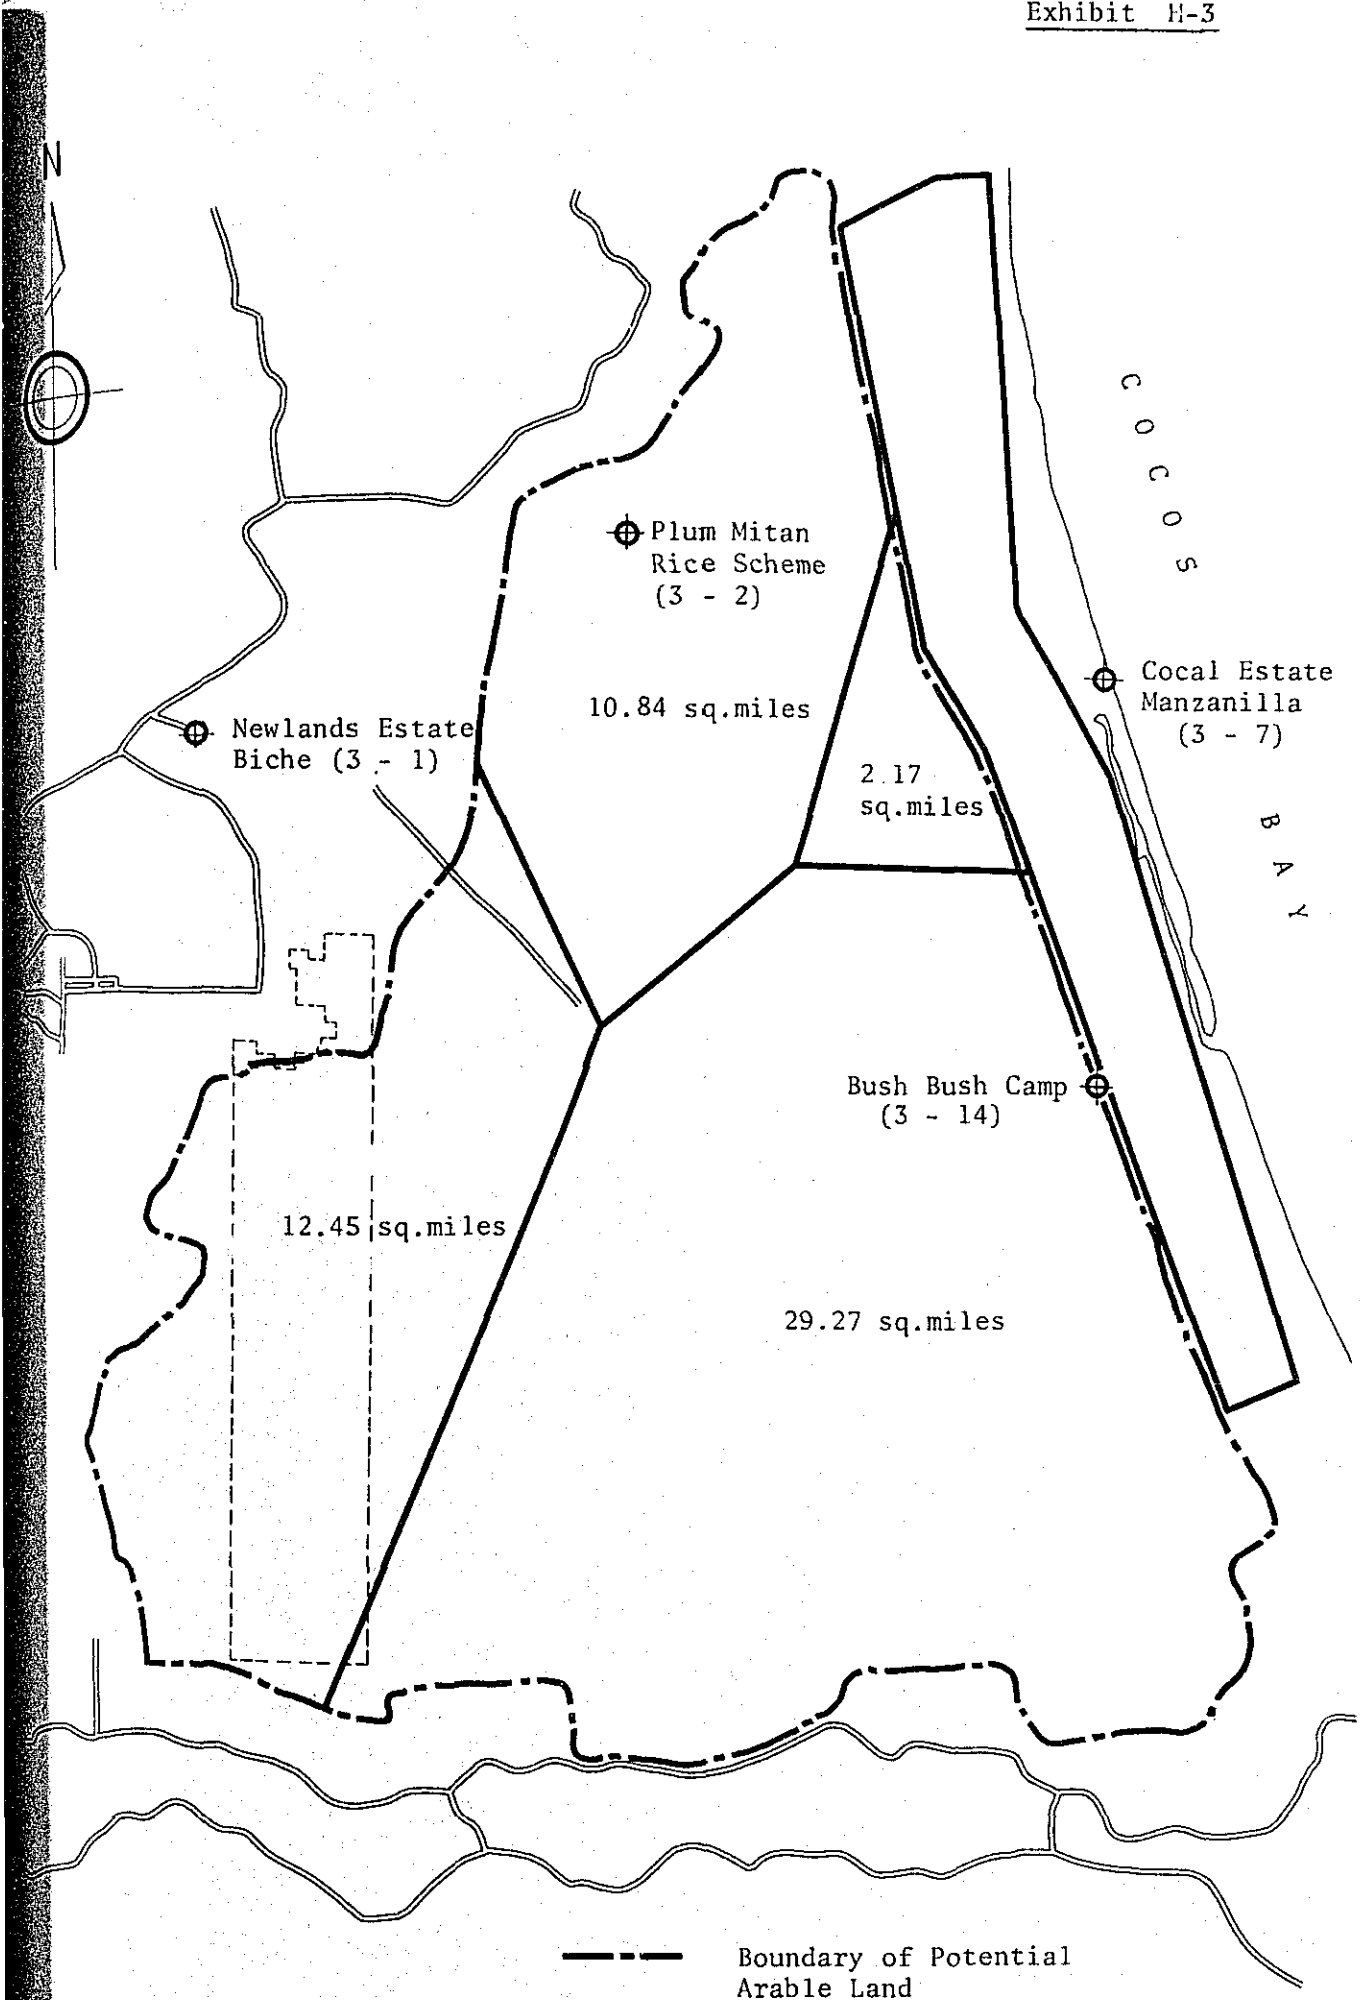 Exhibit H-3
N
COCOS
Plum Mitan
Rice Scheme
(3 - 2)
Cocal Estate
Manzanilla
(3 - 7)
10.84 sq.miles
Newlands Estate
Biche (3 - 1)
2.17
sq.miles
BAY
Bush Bush Camp
(3 - 14)
12.45 sq.miles
29.27 sq.miles
Boundary of Potential
Arable Land